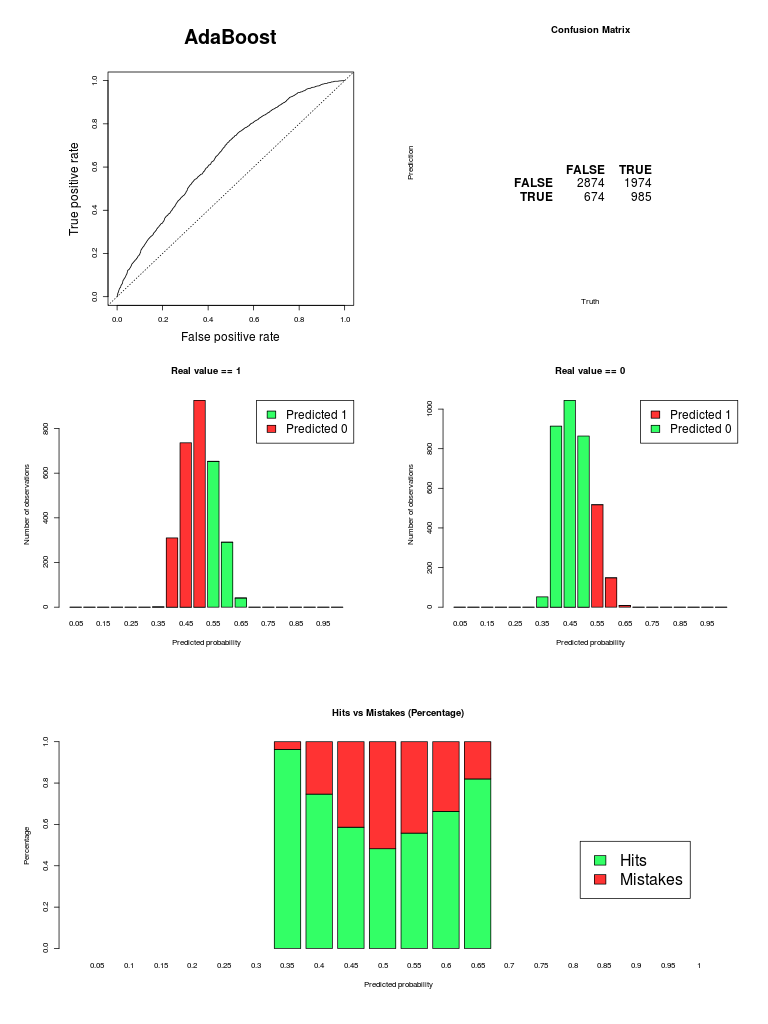 AdaBoost
True positive rate
0.0 0.2 0.4 0.6 0.8 1.0
0.0 0.2 0.4 0.6 0.8 1.0
False positive rate
Confusion Matrix
Prediction
FALSE TRUE
FALSE 2874 1974
TRUE 674 985
Truth
Real value == 1
Number of observations
0 200 400 600 800
Predicted 1
Predicted 0
0.05 0.15 0.25 0.35 0.45 0.55 0.65 0.75 0.85 0.95
Predicted probability
Real value == 0
Number of observations
0 200 400 600 800 1000
Predicted 1
Predicted 0
0.05 0.15 0.25 0.35 0.45 0.55 0.65 0.75 0.85 0.95
Predicted probability
Hits vs Mistakes (Percentage)
Percentage
0.0 0.2 0.4 0.6 0.8 1.0
Hits
Mistakes
0.05 0.1 0.15 0.2 0.25 0.3 0.35 0.4 0.45 0.5 0.55 0.6 0.65 0.7 0.75 0.8 0.85 0.9 0.95 1
Predicted probability